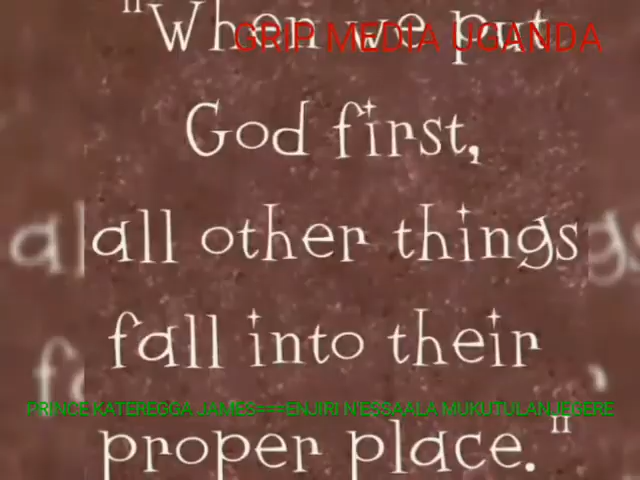 "When we put
GRIP MEDIA UGANDA
God first,
all other things
fall into their
PRINCE KATEREGGA JAMES===ENJIRI N'ESSAALA MUKUTULANJEGERE
proper place."